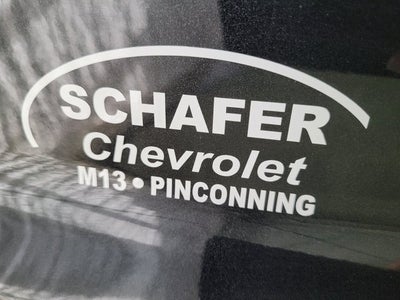 SCHAFER
Chevrolet
M13 • PINCONNING